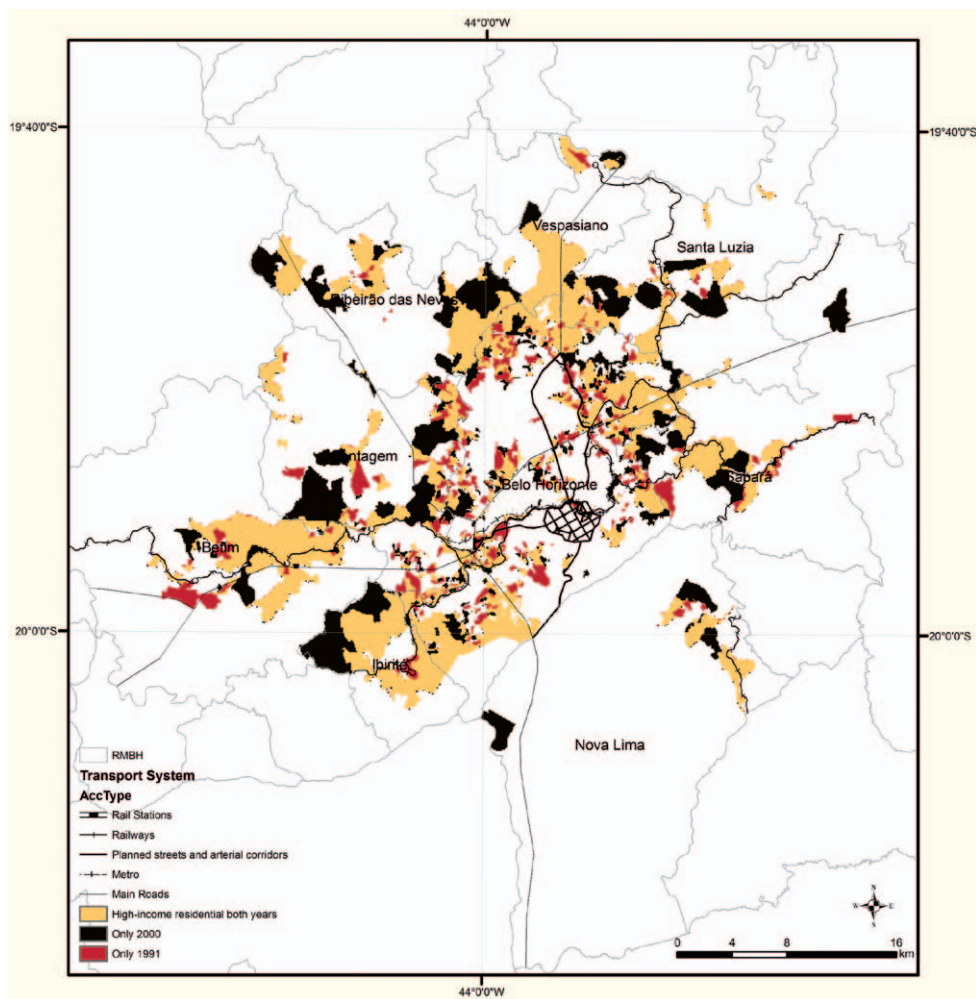 44°0'0"W
19°40'0"S
19°40'0"S
Vespasiano
Santa Luzia
Ribeirão das Neves
ntagem
Belo Horizonte
Sabará
Betim
20°0'0"S
20°0'0"S
Ibirité
Nova Lima
RMBH
Transport System
AccType
Rail Stations
Railways
Planned streets and arterial corridors
Metro
Main Roads
High-income residential both years
Only 2000
Only 1991
N
W E
S
0 4 8 16
km
44°0'0"W